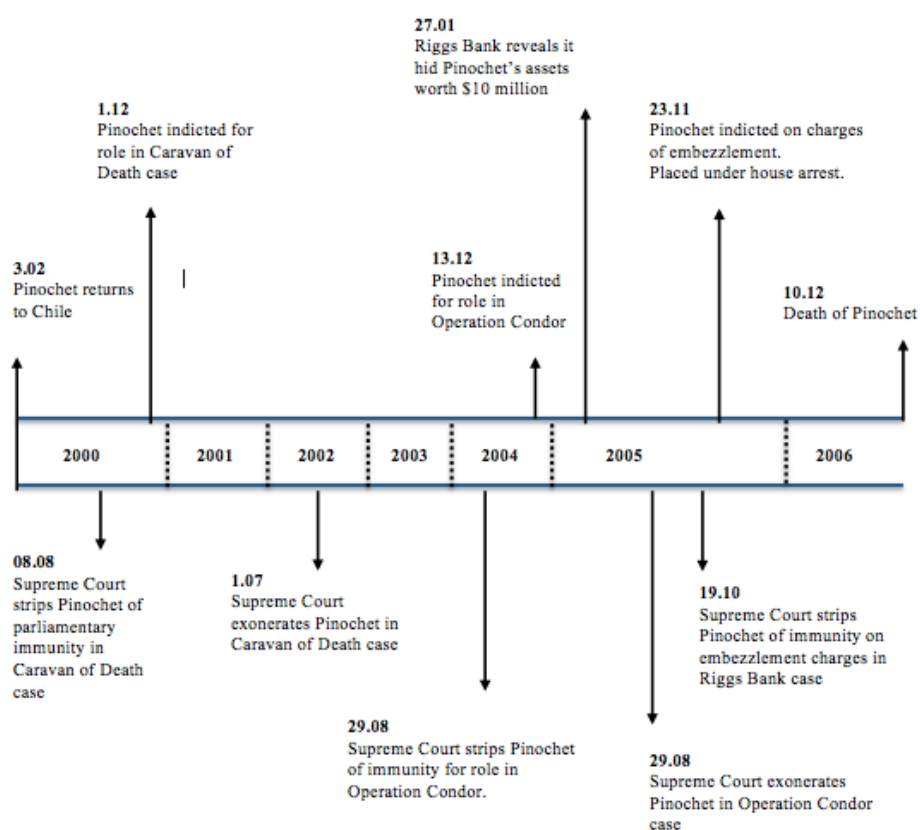 27.01
Riggs Bank reveals it
hid Pinochet's assets
worth $10 million
1.12
Pinochet indicted for
role in Caravan of
Death case
23.11
Pinochet indicted on charges
of embezzlement.
Placed under house arrest.
3.02
Pinochet returns
to Chile
13.12
Pinochet indicted
for role in
Operation Condor
10.12
Death of Pinochet
2000
2001
2002
2003
2004
2005
2006
08.08
Supreme Court
strips Pinochet of
parliamentary
immunity in
Caravan of Death
case
1.07
Supreme Court
exonerates Pinochet in
Caravan of Death case
19.10
Supreme Court strips
Pinochet of immunity on
embezzlement charges in
Riggs Bank case
29.08
Supreme Court strips Pinochet
of immunity for role in
Operation Condor.
29.08
Supreme Court exonerates
Pinochet in Operation Condor
case